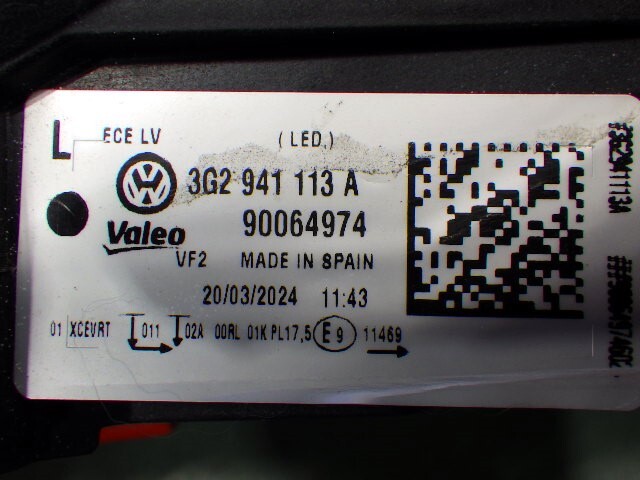 L ECE LV (LED)
3G2 941 113 A
Valeo 90064974
VF2 MADE IN SPAIN
20/03/2024 11:43
01 XCEVRT 011 02A 00RL 01K PL17,5 E9 11469